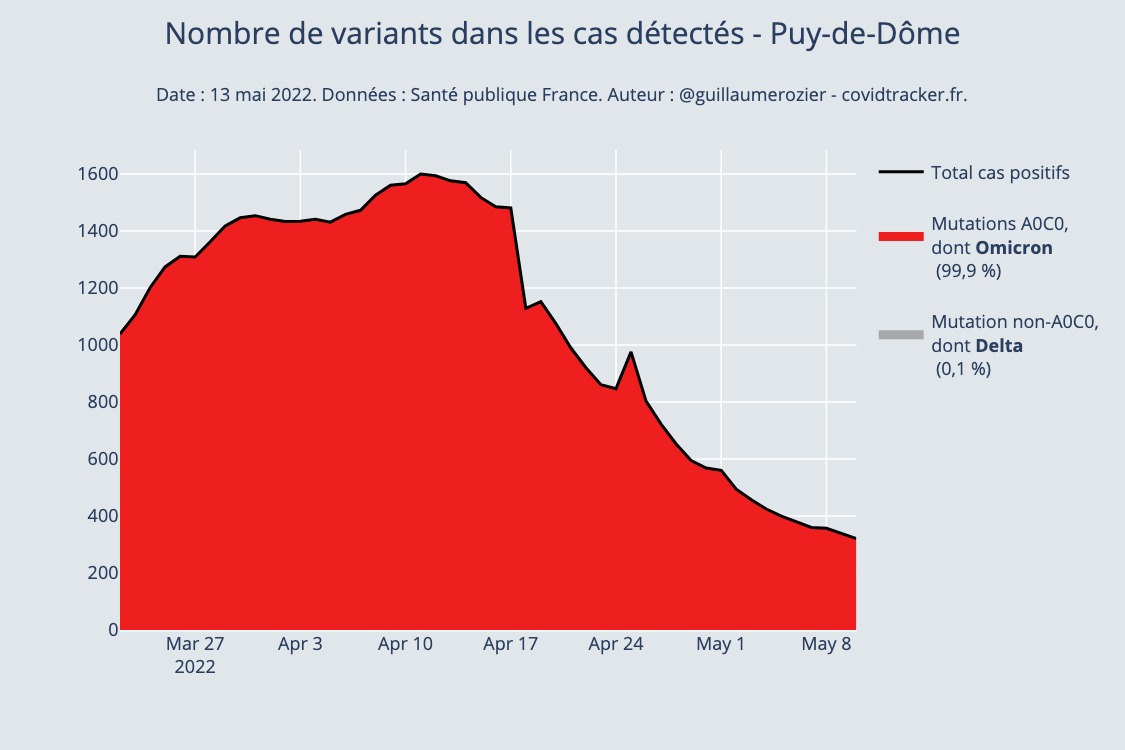 Nombre de variants dans les cas détectés - Puy-de-Dôme
Date : 13 mai 2022. Données : Santé publique France. Auteur : @guillaumerozier - covidtracker.fr.
1600
1400
1200
1000
800
600
400
200
0
Mar 27
2022
Apr 3
Apr 10
Apr 17
Apr 24
May 1
May 8
Total cas positifs
Mutations A0C0,
dont Omicron
(99,9 %)
Mutation non-A0C0,
dont Delta
(0,1 %)